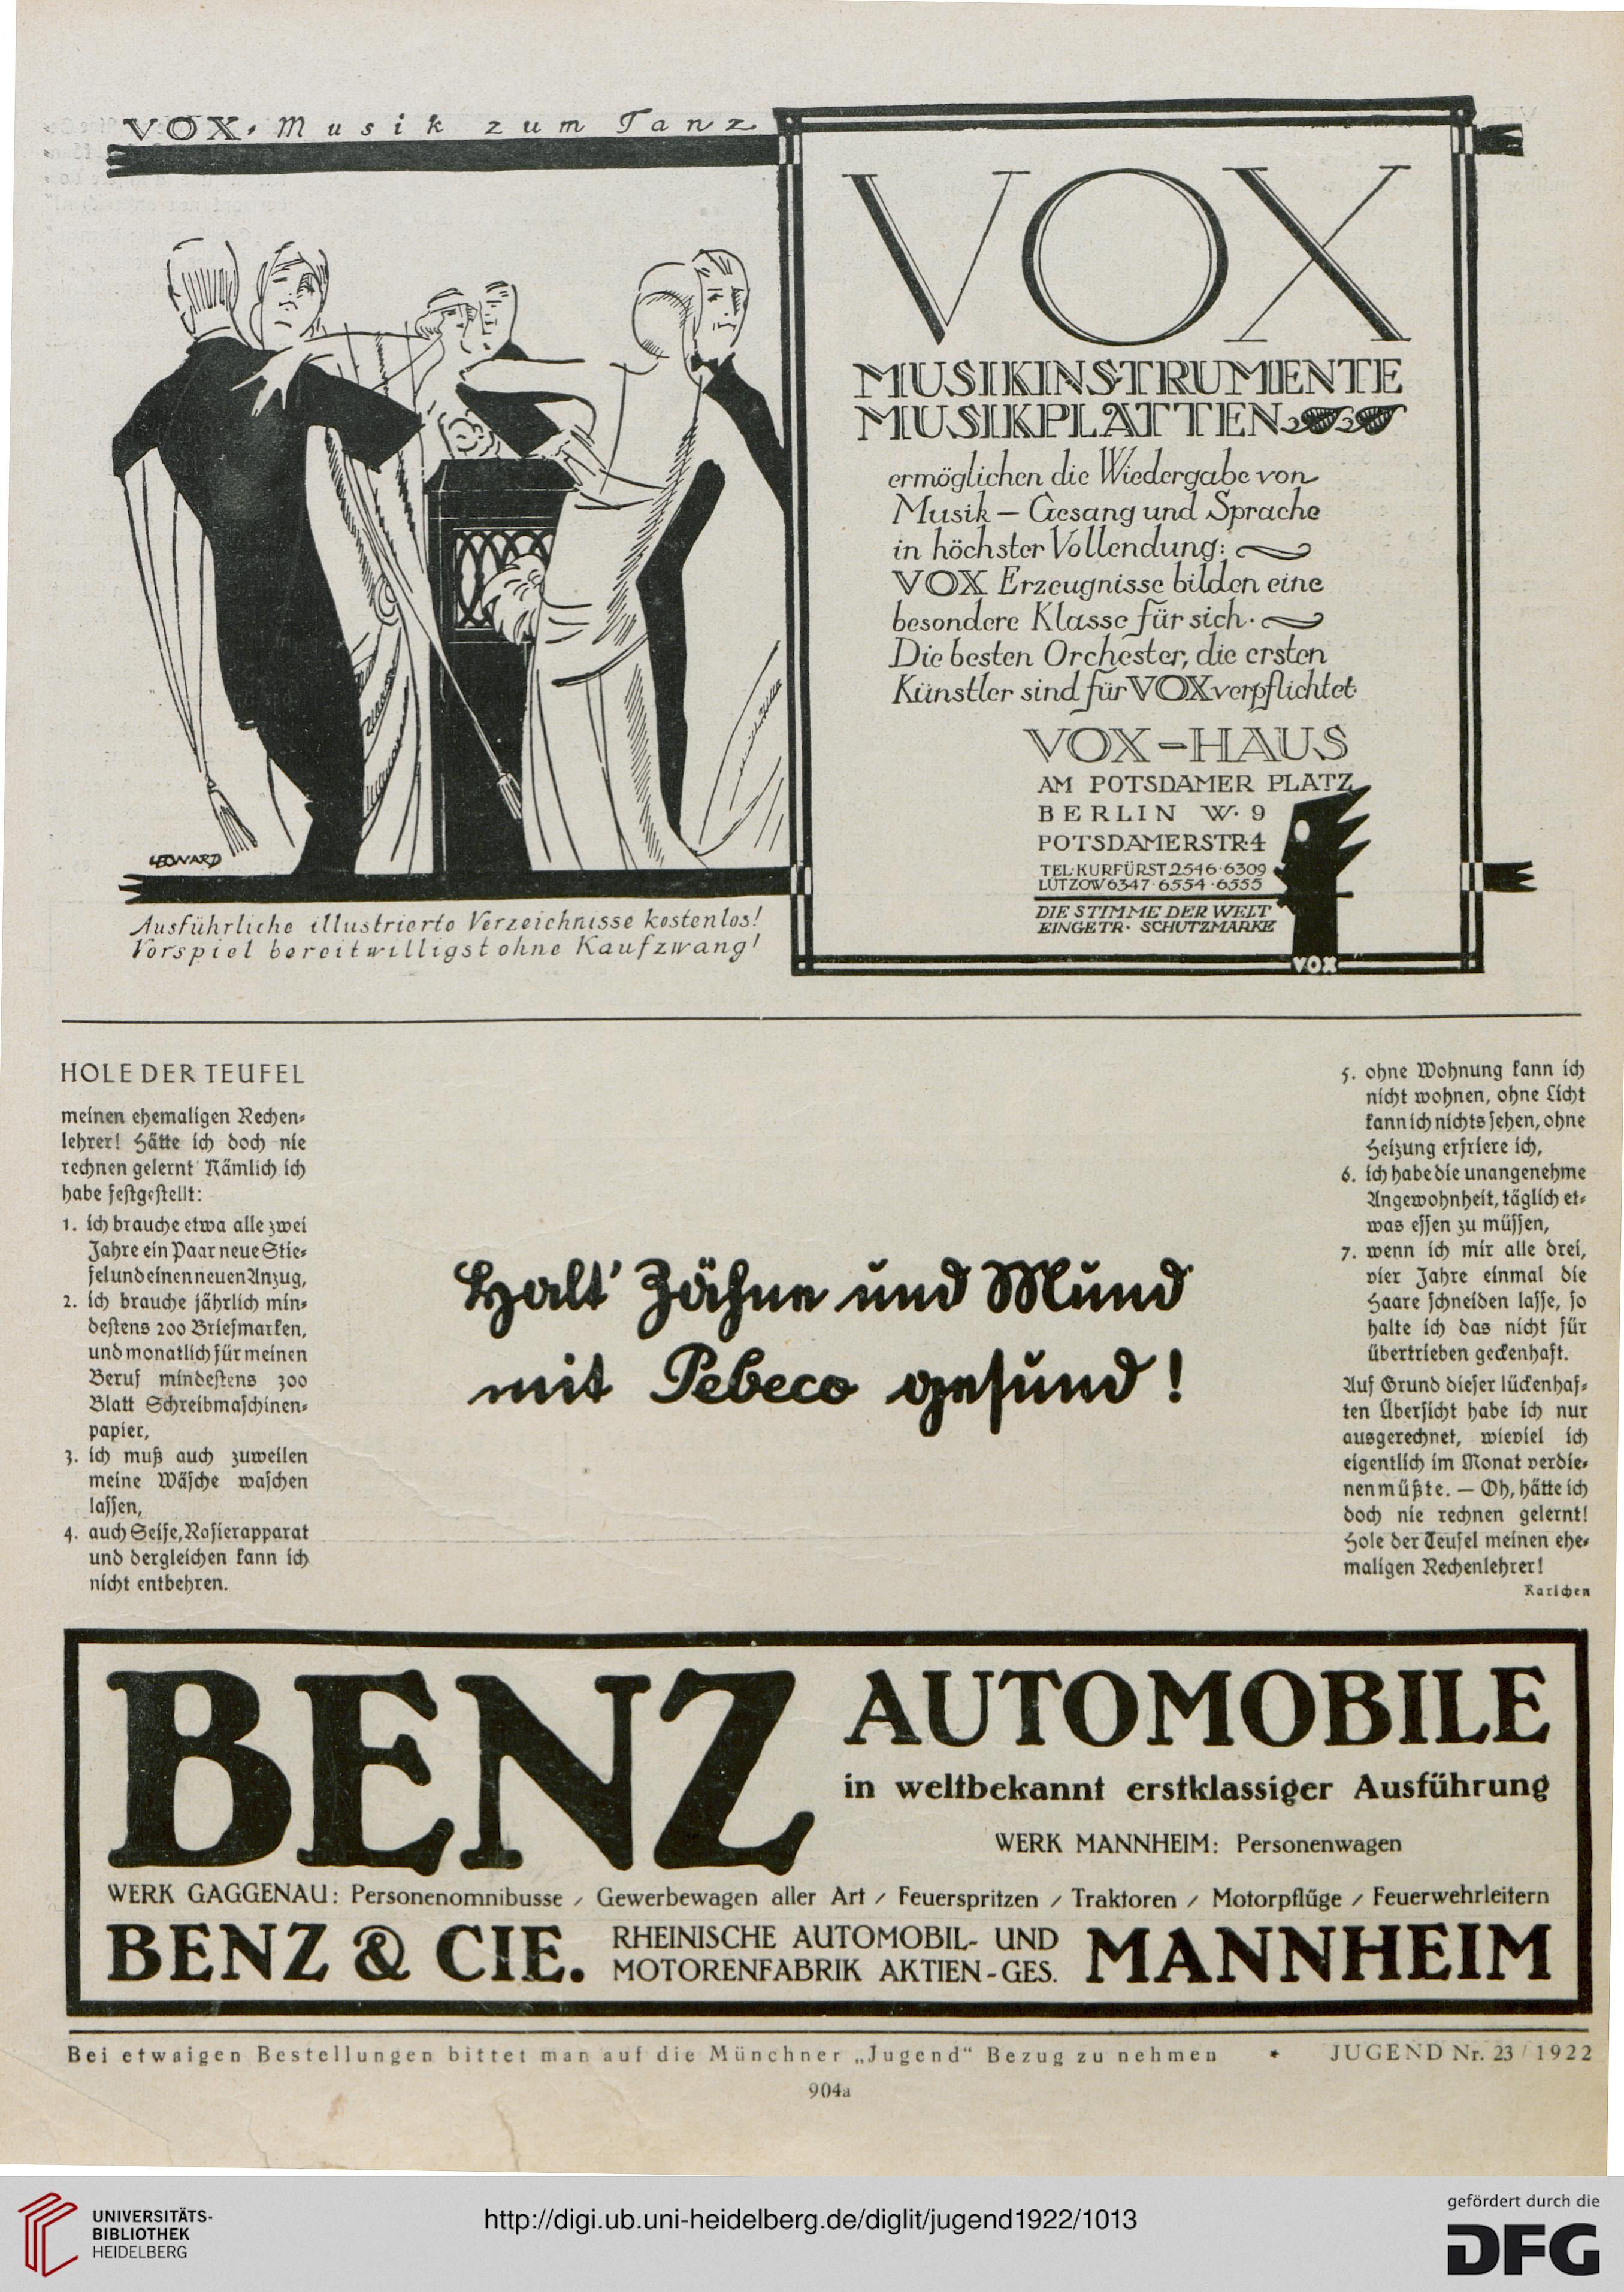 VOX · Musik zum Tanz
LEONARD
Ausführliche illustrierte Verzeichnisse kostenlos!
Vorspiel bereitwilligst ohne Kaufzwang!
VOX
MUSIKINSTRUMENTE
MUSIKPLATTEN
ermöglichen die Wiedergabe von
Musik – Gesang und Sprache
in höchster Vollendung:
VOX Erzeugnisse bilden eine
besondere Klasse für sich.
Die besten Orchester, die ersten
Künstler sind für VOX verpflichtet
VOX-HAUS
AM POTSDAMER PLATZ
BERLIN W. 9
POTSDAMERSTR. 4
TEL. KURFÜRST 2546 · 6309
LÜTZOW 6347 · 6554 · 6555
DIE STIMME DER WELT
EINGETR. SCHUTZMARKE
VOX
HOLE DER TEUFEL
meinen ehemaligen Rechen-
lehrer! Hätte ich doch nie
rechnen gelernt Nämlich ich
habe festgestellt:
1. ich brauche etwa alle zwei
Jahre ein Paar neue Stie-
fel und einen neuen Anzug,
2. ich brauche jährlich min-
destens 200 Briefmarken,
und monatlich für meinen
Beruf mindestens 300
Blatt Schreibmaschinen-
papier,
3. ich muß auch zuweilen
meine Wäsche waschen
lassen,
4. auch Seife, Rasierapparat
und dergleichen kann ich
nicht entbehren.
Halt' Zähne und Mund
mit Pebeco gesund!
5. ohne Wohnung kann ich
nicht wohnen, ohne Licht
kann ich nichts sehen, ohne
Heizung erfriere ich,
6. ich habe die unangenehme
Angewohnheit, täglich et-
was essen zu müssen,
7. wenn ich mir alle drei,
vier Jahre einmal die
Haare schneiden lasse, so
halte ich das nicht für
übertrieben geckenhaft.
Auf Grund dieser lückenhaf-
ten Übersicht habe ich nur
ausgerechnet, wieviel ich
eigentlich im Monat verdie-
nen müßte. — Oh, hätte ich
doch nie rechnen gelernt!
Hole der Teufel meinen ehe-
maligen Rechenlehrer!
Karlchen
BENZ AUTOMOBILE
in weltbekannt erstklassiger Ausführung
WERK MANNHEIM: Personenwagen
WERK GAGGENAU: Personenomnibusse / Gewerbewagen aller Art / Feuerspritzen / Traktoren / Motorpflüge / Feuerwehrleitern
BENZ & CIE. RHEINISCHE AUTOMOBIL- UND
MOTORENFABRIK AKTIEN-GES. MANNHEIM
Bei etwaigen Bestellungen bittet man auf die Münchner „Jugend“ Bezug zu nehmen * JUGEND Nr. 23 / 1922
904a
UNIVERSITÄTS-
BIBLIOTHEK
HEIDELBERG
http://digi.ub.uni-heidelberg.de/diglit/jugend1922/1013
gefördert durch die
DFG